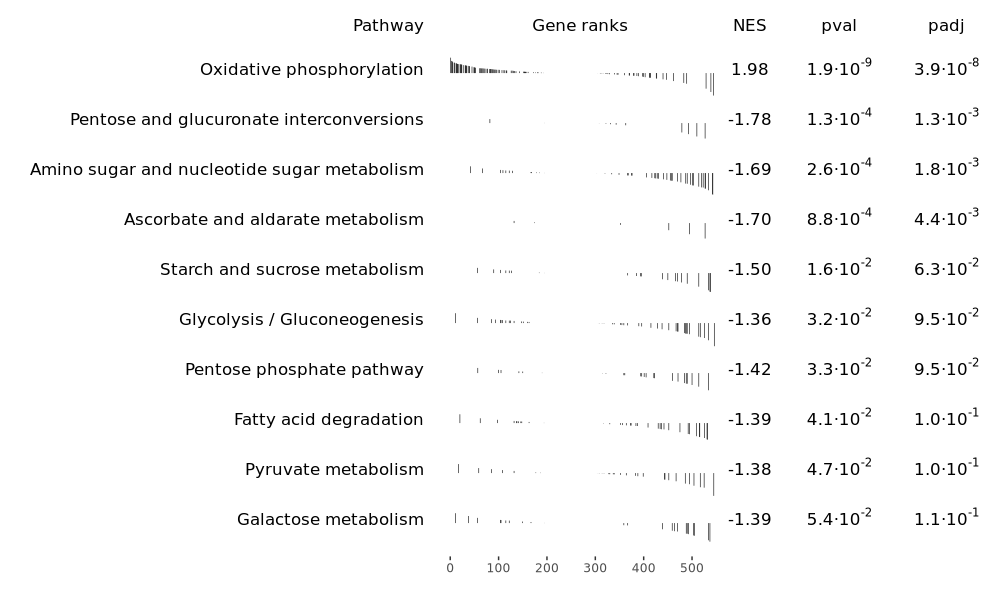 Pathway Gene ranks NES pval padj
Oxidative phosphorylation 1.98 1.9·10⁻⁹ 3.9·10⁻⁸
Pentose and glucuronate interconversions -1.78 1.3·10⁻⁴ 1.3·10⁻³
Amino sugar and nucleotide sugar metabolism -1.69 2.6·10⁻⁴ 1.8·10⁻³
Ascorbate and aldarate metabolism -1.70 8.8·10⁻⁴ 4.4·10⁻³
Starch and sucrose metabolism -1.50 1.6·10⁻² 6.3·10⁻²
Glycolysis / Gluconeogenesis -1.36 3.2·10⁻² 9.5·10⁻²
Pentose phosphate pathway -1.42 3.3·10⁻² 9.5·10⁻²
Fatty acid degradation -1.39 4.1·10⁻² 1.0·10⁻¹
Pyruvate metabolism -1.38 4.7·10⁻² 1.0·10⁻¹
Galactose metabolism -1.39 5.4·10⁻² 1.1·10⁻¹
0 100 200 300 400 500